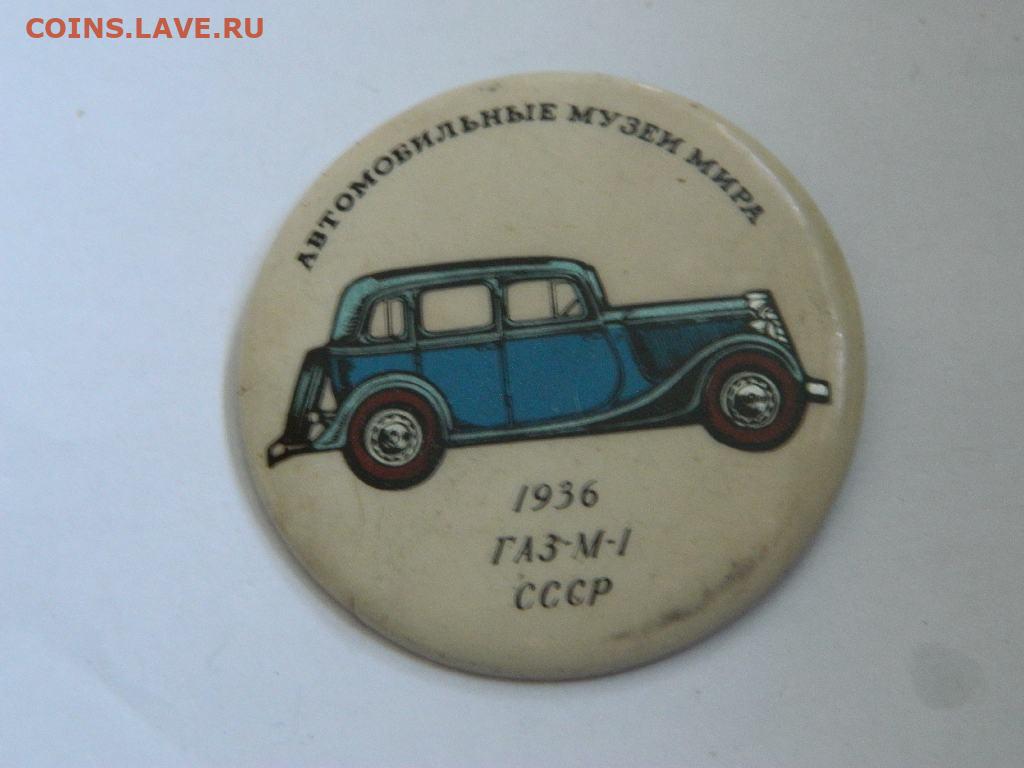 COINS.LAVE.RU
АВТОМОБИЛЬНЫЕ МУЗЕИ МИРА
1936
ГАЗ-М-1
СССР